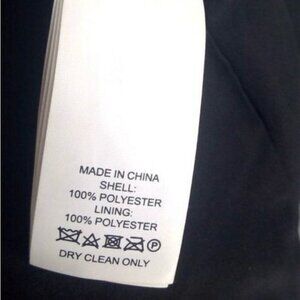 MADE IN CHINA
SHELL:
100% POLYESTER
LINING:
100% POLYESTER
P
DRY CLEAN ONLY